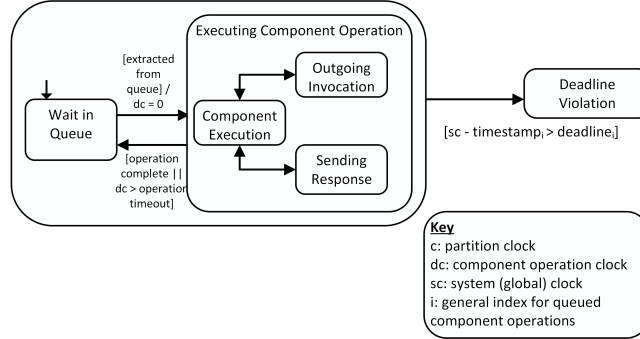 Executing Component Operation
[extracted
from
queue] /
dc = 0
Outgoing
Invocation
Deadline
Violation
Wait in
Queue
Component
Execution
[sc - timestampᵢ > deadlineᵢ]
[operation
complete ||
dc > operation
timeout]
Sending
Response
Key
c: partition clock
dc: component operation clock
sc: system (global) clock
i: general index for queued
component operations